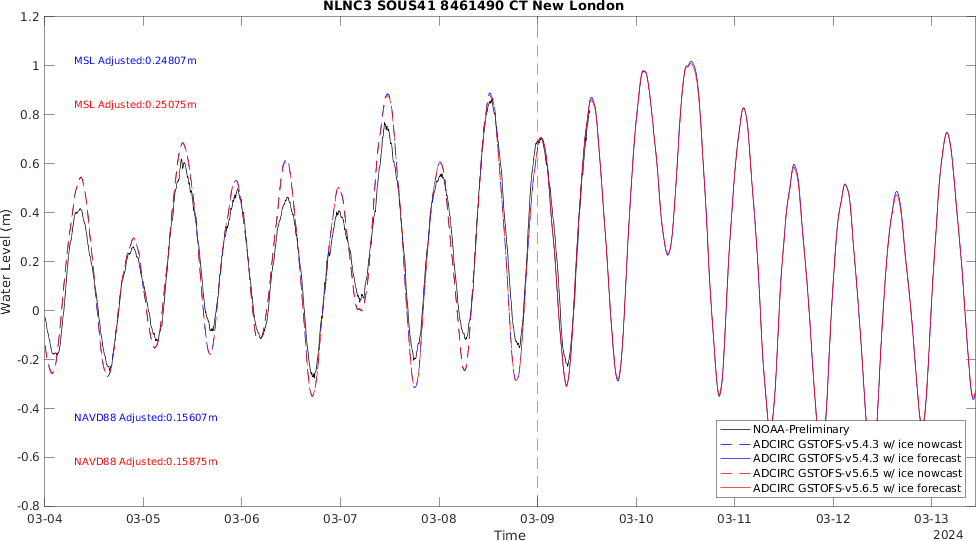 NLNC3 SOUS41 8461490 CT New London
1.2
1
0.8
0.6
0.4
0.2
0
-0.2
-0.4
-0.6
-0.8
Water Level (m)
MSL Adjusted:0.24807m
MSL Adjusted:0.25075m
NAVD88 Adjusted:0.15607m
NAVD88 Adjusted:0.15875m
NOAA-Preliminary
ADCIRC GSTOFS-v5.4.3 w/ ice nowcast
ADCIRC GSTOFS-v5.4.3 w/ ice forecast
ADCIRC GSTOFS-v5.6.5 w/ ice nowcast
ADCIRC GSTOFS-v5.6.5 w/ ice forecast
03-04 03-05 03-06 03-07 03-08 03-09 03-10 03-11 03-12 03-13
Time
2024